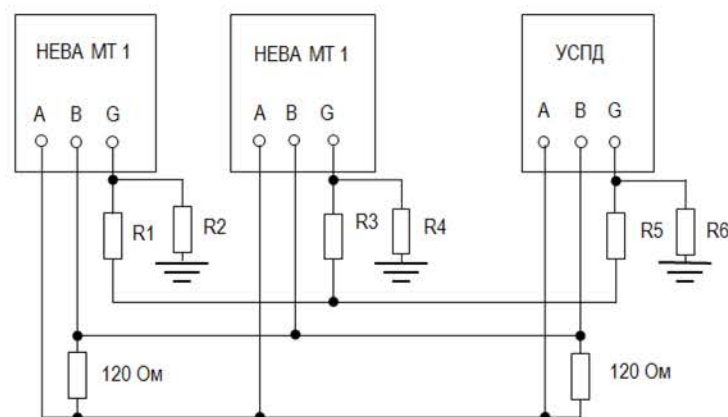 НЕВА МТ 1
НЕВА МТ 1
УСПД
A B G
A B G
A B G
R1
R2
R3
R4
R5
R6
120 Ом
120 Ом